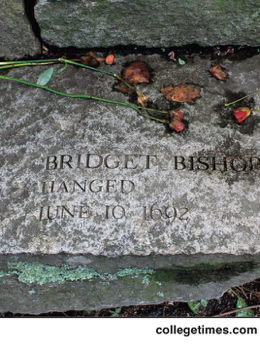 BRIDGET BISHOP
HANGED
JUNE 10, 1692
collegetimes.com